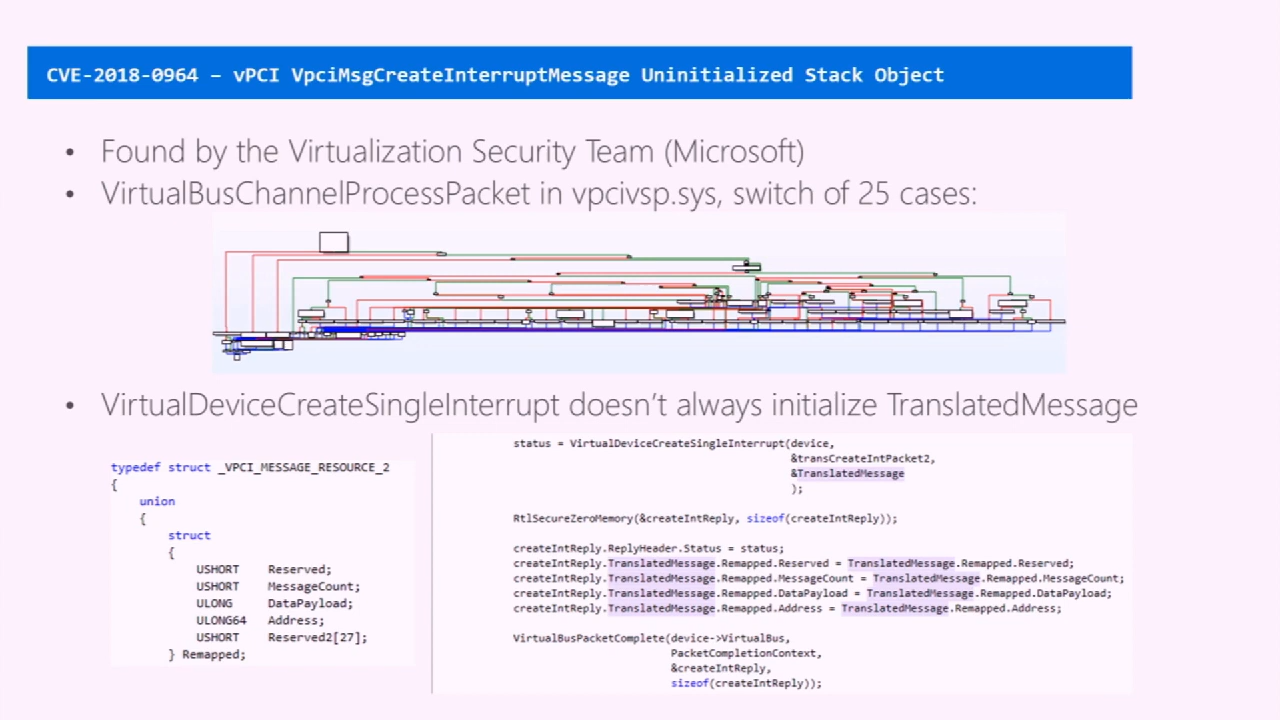 CVE-2018-0964 – vPCI VpciMsgCreateInterruptMessage Uninitialized Stack Object
• Found by the Virtualization Security Team (Microsoft)
• VirtualBusChannelProcessPacket in vpcivsp.sys, switch of 25 cases:
• VirtualDeviceCreateSingleInterrupt doesn't always initialize TranslatedMessage
typedef struct _VPCI_MESSAGE_RESOURCE_2
{
union
{
struct
{
USHORT Reserved;
USHORT MessageCount;
ULONG DataPayload;
ULONG64 Address;
USHORT Reserved2[27];
} Remapped;
status = VirtualDeviceCreateSingleInterrupt(device,
&transCreateIntPacket2,
&TranslatedMessage
);
RtlSecureZeroMemory(&createIntReply, sizeof(createIntReply));
createIntReply.ReplyHeader.Status = status;
createIntReply.TranslatedMessage.Remapped.Reserved = TranslatedMessage.Remapped.Reserved;
createIntReply.TranslatedMessage.Remapped.MessageCount = TranslatedMessage.Remapped.MessageCount;
createIntReply.TranslatedMessage.Remapped.DataPayload = TranslatedMessage.Remapped.DataPayload;
createIntReply.TranslatedMessage.Remapped.Address = TranslatedMessage.Remapped.Address;
VirtualBusPacketComplete(device->VirtualBus,
PacketCompletionContext,
&createIntReply,
sizeof(createIntReply));